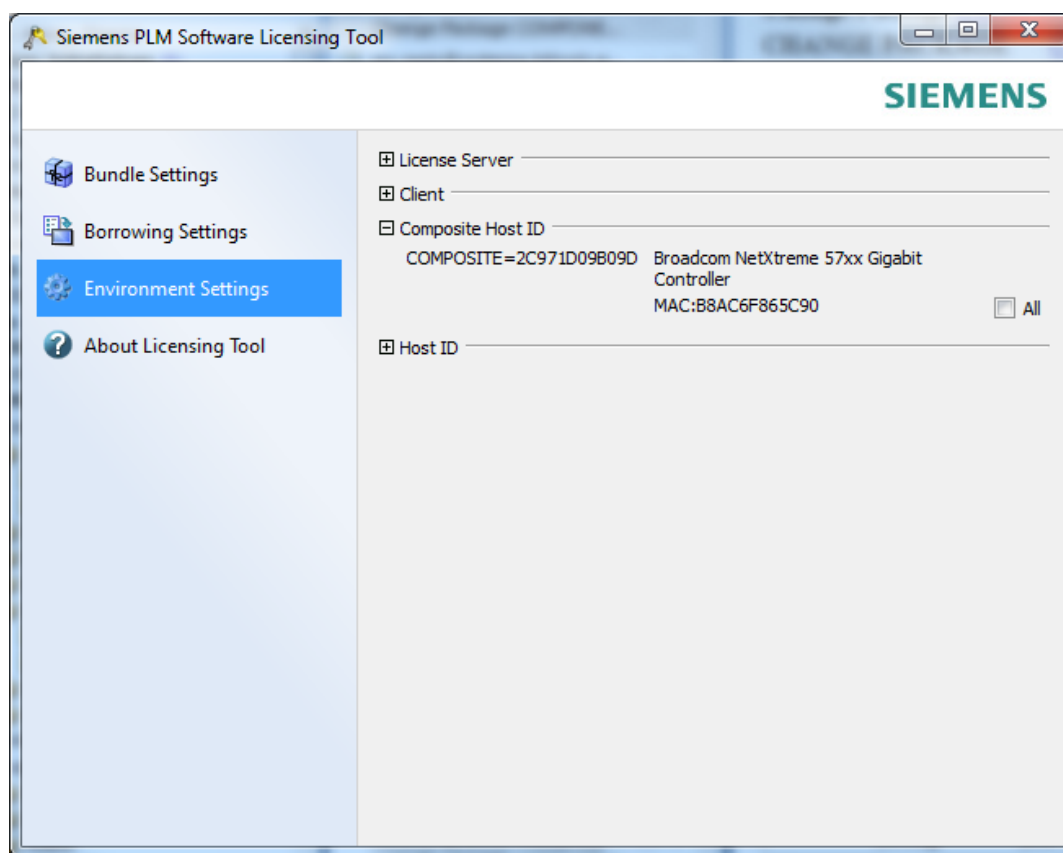 Siemens PLM Software Licensing Tool
SIEMENS
Bundle Settings
Borrowing Settings
Environment Settings
About Licensing Tool
License Server
Client
Composite Host ID
COMPOSITE=2C971D09B09D
Broadcom NetXtreme 57xx Gigabit
Controller
MAC:B8AC6F865C90
All
Host ID